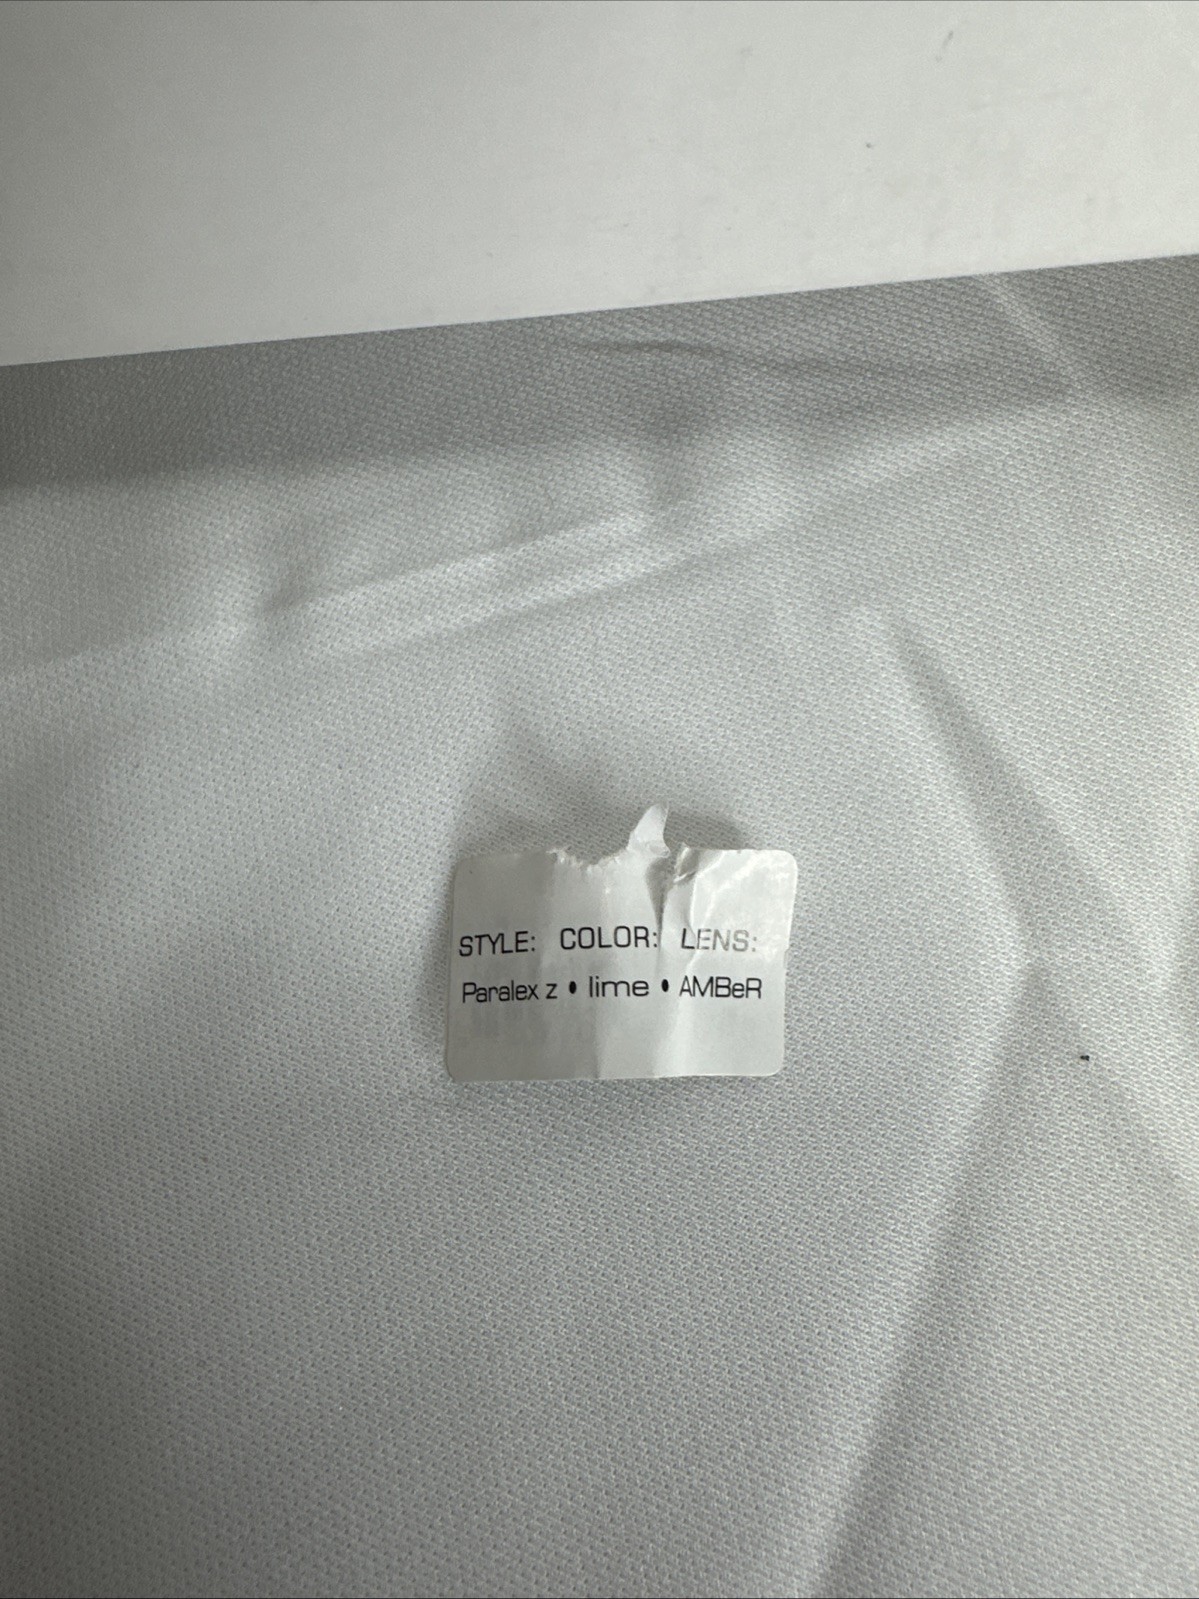 STYLE: COLOR: LENS:
Paralex z • lime • AMBeR